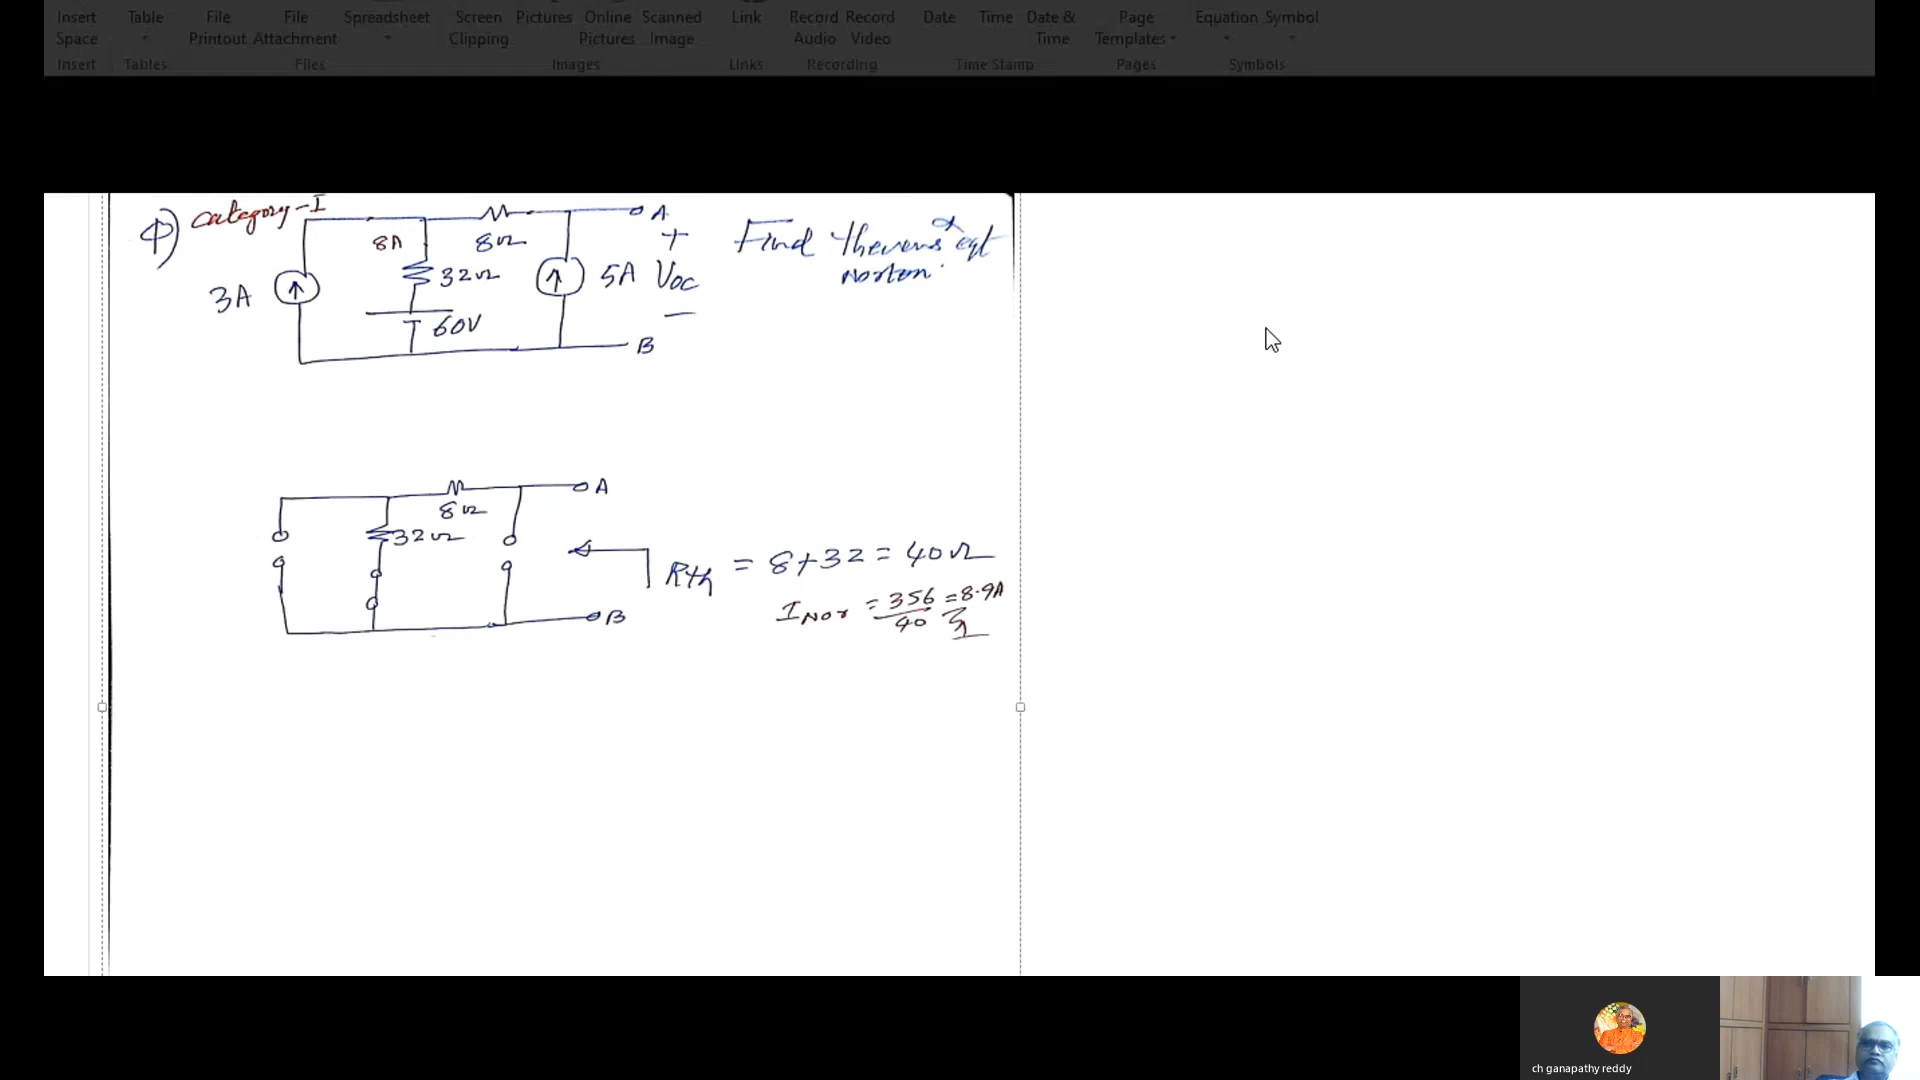 Insert Table File File Spreadsheet Screen Pictures Online Scanned Link Record Record Date Time Date & Page Equation Symbol
Space Printout Attachment Clipping Pictures Image Audio Video Time Templates
Insert Tables Files Images Links Recording Time Stamp Pages Symbols
Category-I
A
8A 8Ω + Find thevens & eqt
3A 32Ω 5A Voc norton.
60V −
B
A
8Ω
32Ω
Rth = 8+32 = 40Ω
INor = 356/40 = 8.9A
B
ch ganapathy reddy